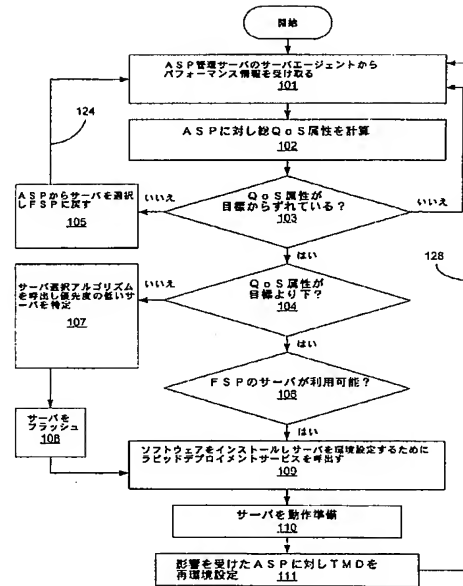 開始
ASP管理サーバのサーバエージェントから
パフォーマンス情報を受け取る
101
124
ASPに対し総QoS属性を計算
102
ASPからサーバを選択
しFSPに戻す
105
いいえ
QoS属性が
目標からずれている?
103
いいえ
はい
128
サーバ選択アルゴリズム
を呼出し優先度の低いサー
バを特定
107
いいえ
QoS属性が
目標より下?
104
はい
FSPのサーバが利用可能?
106
はい
サーバを
フラッシュ
108
ソフトウェアをインストールしサーバを環境設定するために
ラピッドデプロイメントサービスを呼出す
109
サーバを動作準備
110
影響を受けたASPに対しTMDを
再環境設定
111